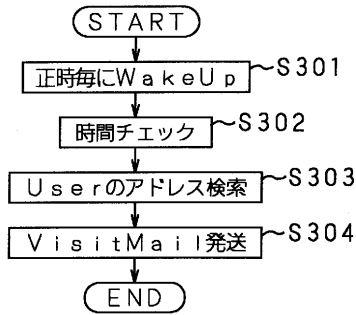 START
正時毎にWakeUp
S301
時間チェック
S302
Userのアドレス検索
S303
VisitMail発送
S304
END